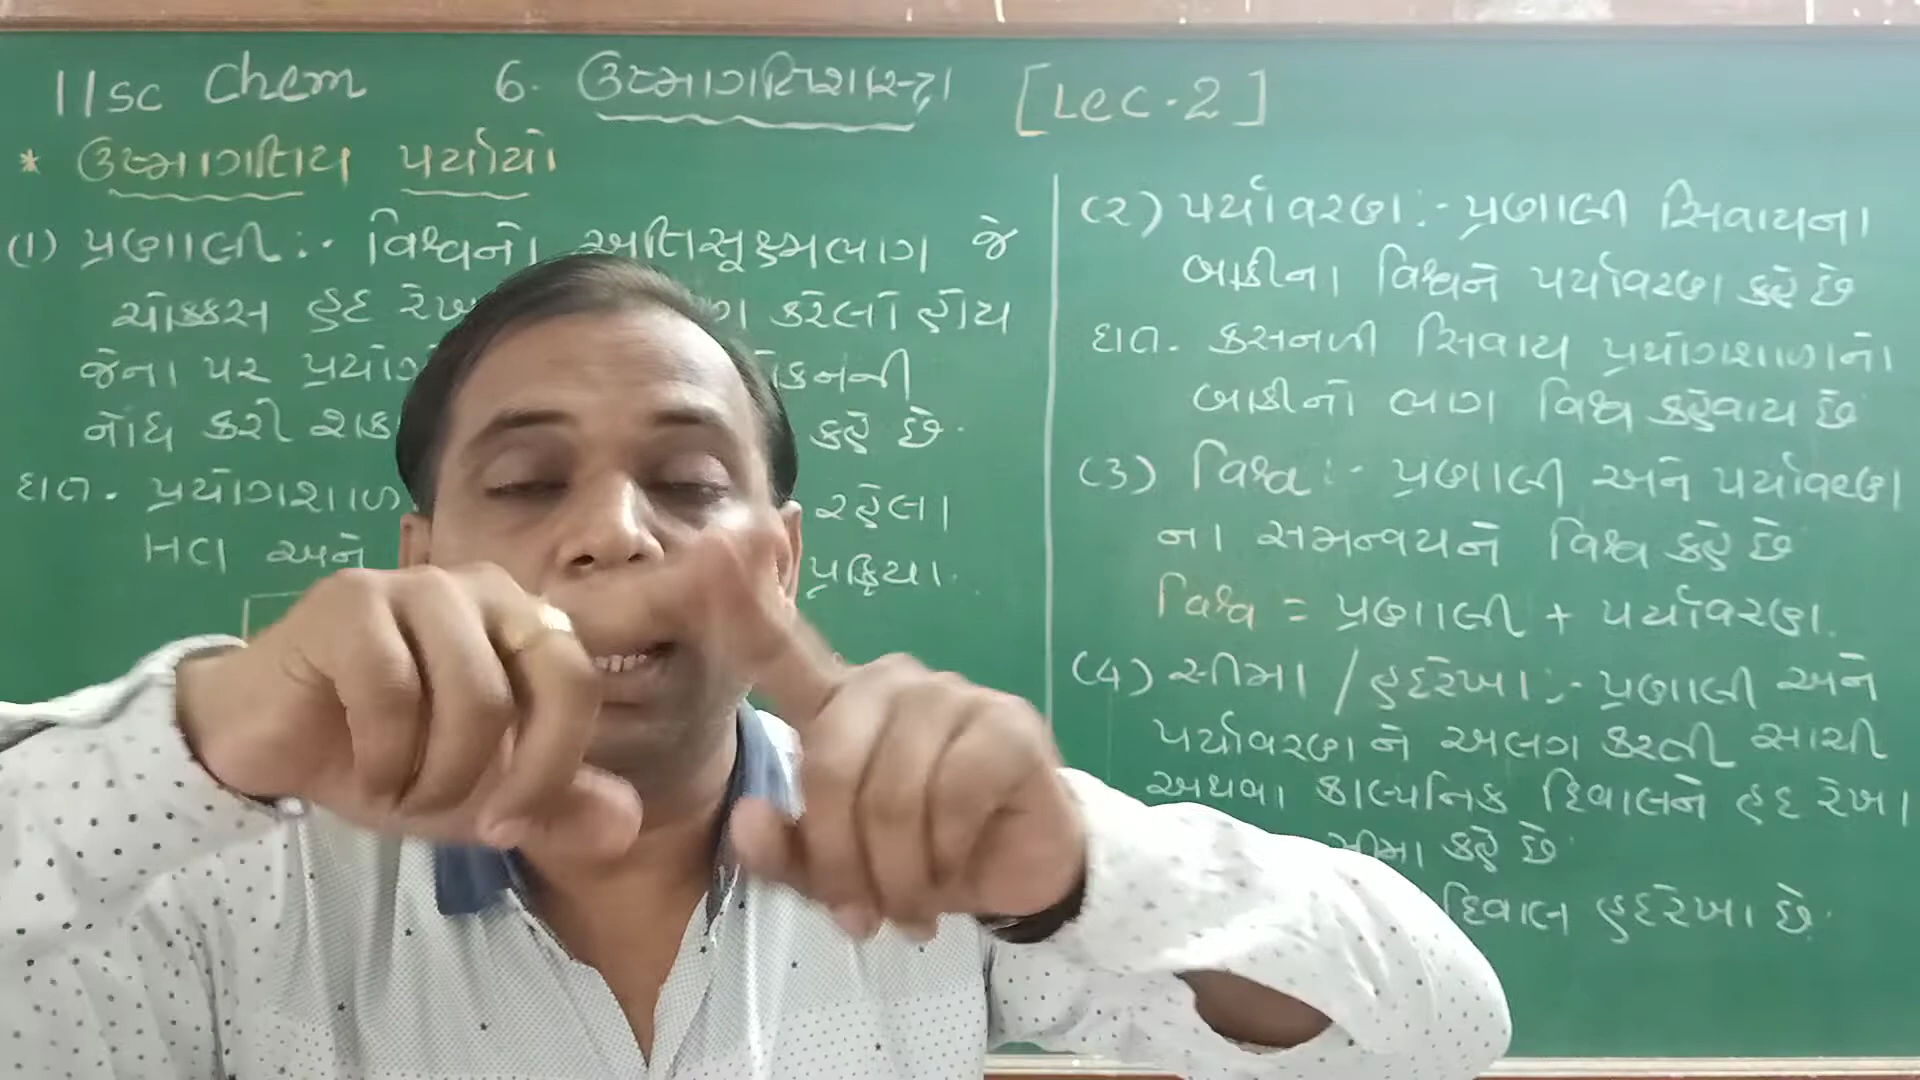 11sc Chem 6. ઉષ્માગતિશાસ્ત્ર [Lec.2]
* ઉષ્માગતિય પર્યાયો
(1) પ્રણાલી:- વિશ્વનો અતિસૂક્ષ્મભાગ જે
ચોક્કસ હદ રેખ કરેલો હોય
જેના પર પ્રયોગ
નોંધ કરી શકા કહે છે.
દા.ત. પ્રયોગશાળ રહેલા
HCl અને પ્રક્રિયા.
(૨) પર્યાવરણ:- પ્રણાલી સિવાયના
બાકીના વિશ્વને પર્યાવરણ કહે છે
દાત. કસનળી સિવાય પ્રયોગશાળાનો
બાકીનો ભાગ વિશ્વ કહેવાય છે
(3) વિશ્વ:- પ્રણાલી અને પર્યાવરણ
ના સમન્વયને વિશ્વ કહે છે
વિશ્વ = પ્રણાલી + પર્યાવરણ.
(4) સીમા / હદરેખા:- પ્રણાલી અને
પર્યાવરણ ને અલગ કરતી સાચી
અથવા કાલ્પનિક દિવાલને હદ રેખા
સીમા કહે છે
દિવાલ હદરેખા છે.